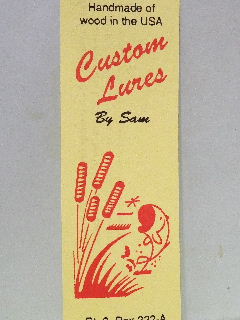 Handmade of
wood in the USA
Custom
Lures
By Sam